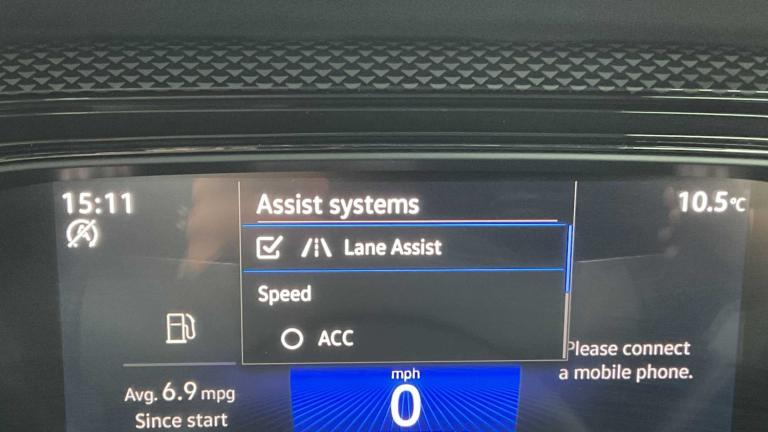 15:11
Assist systems
10.5°C
Lane Assist
Speed
ACC
Please connect
a mobile phone.
mph
0
Avg. 6.9 mpg
Since start